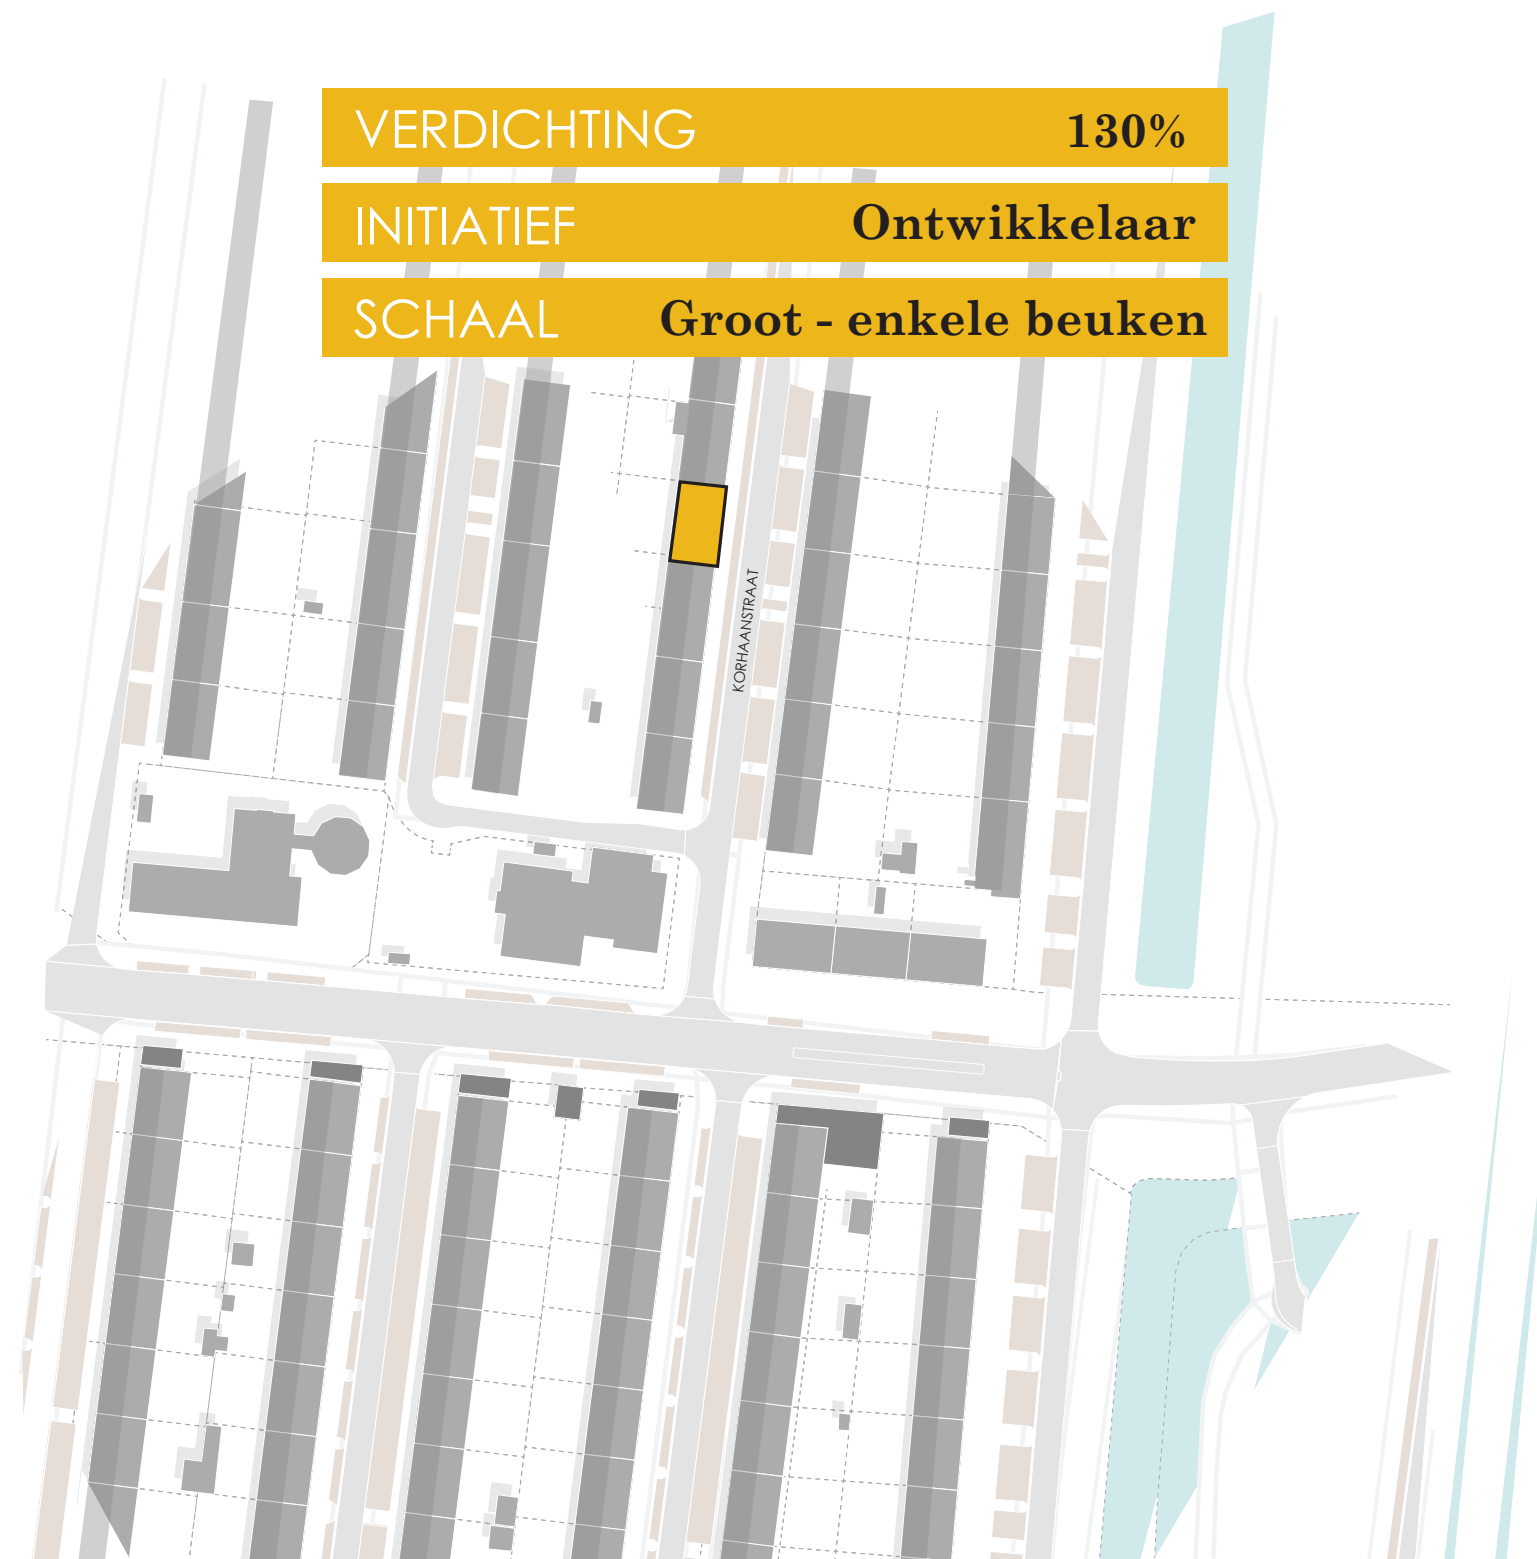 VERDICHTING 130%
INITIATIEF Ontwikkelaar
SCHAAL Groot - enkele beuken
KORHAANSTRAAT